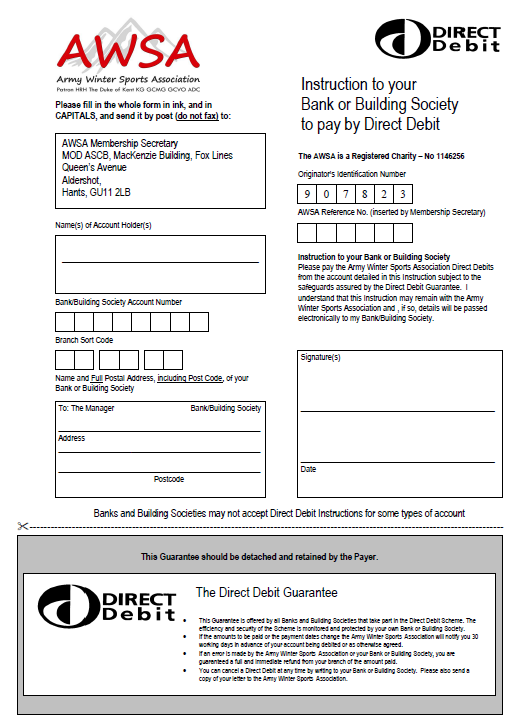 AWSA
Army Winter Sports Association
Patron HRH The Duke of Kent KG GCMG GCVO ADC
DIRECT
Debit
Please fill in the whole form in ink, and in
CAPITALS, and send it by post (do not fax) to:
Instruction to your
Bank or Building Society
to pay by Direct Debit
AWSA Membership Secretary
MOD ASCB, MacKenzie Building, Fox Lines
Queen's Avenue
Aldershot,
Hants, GU11 2LB
The AWSA is a Registered Charity – No 1146256
Originator's Identification Number
9 0 7 8 2 3
AWSA Reference No. (inserted by Membership Secretary)
Name(s) of Account Holder(s)
Instruction to your Bank or Building Society
Please pay the Army Winter Sports Association Direct Debits
from the account detailed in this Instruction subject to the
safeguards assured by the Direct Debit Guarantee. I
understand that this Instruction may remain with the Army
Winter Sports Association and , if so, details will be passed
electronically to my Bank/Building Society.
Bank/Building Society Account Number
Branch Sort Code
Name and Full Postal Address, including Post Code, of your
Bank or Building Society
To: The Manager Bank/Building Society
Address
Postcode
Signature(s)
Date
Banks and Building Societies may not accept Direct Debit Instructions for some types of account
This Guarantee should be detached and retained by the Payer.
DIRECT
Debit
The Direct Debit Guarantee
• This Guarantee is offered by all Banks and Building Societies that take part in the Direct Debit Scheme. The
efficiency and security of the Scheme is monitored and protected by your own Bank or Building Society.
• If the amounts to be paid or the payment dates change the Army Winter Sports Association will notify you 30
working days in advance of your account being debited or as otherwise agreed.
• If an error is made by the Army Winter Sports Association or your Bank or Building Society, you are
guaranteed a full and immediate refund from your branch of the amount paid.
• You can cancel a Direct Debit at any time by writing to your Bank or Building Society. Please also send a
copy of your letter to the Army Winter Sports Association.